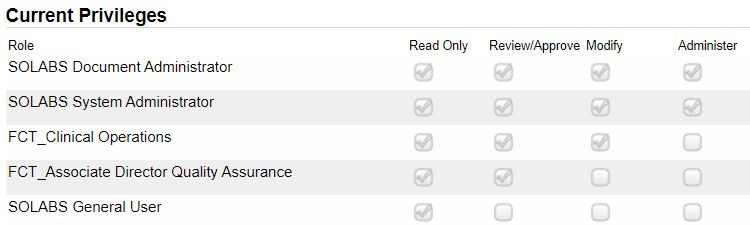 Current Privileges
Role Read Only Review/Approve Modify Administer
SOLABS Document Administrator
SOLABS System Administrator
FCT_Clinical Operations
FCT_Associate Director Quality Assurance
SOLABS General User